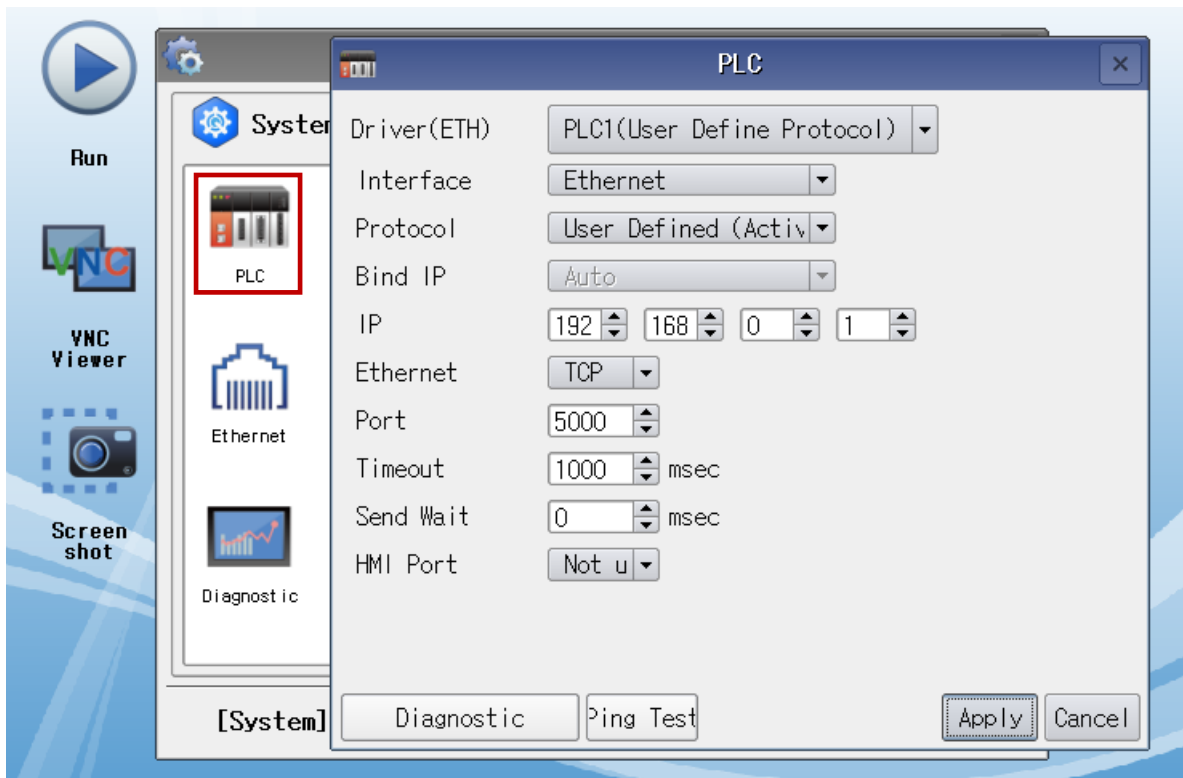 Run
VNC
VNC
Viewer
Screen
shot
System
PLC
Ethernet
Diagnostic
[System]
PLC
Driver(ETH) PLC1(User Define Protocol)
Interface Ethernet
Protocol User Defined (Activ
Bind IP Auto
IP 192 168 0 1
Ethernet TCP
Port 5000
Timeout 1000 msec
Send Wait 0 msec
HMI Port Not u
Diagnostic Ping Test Apply Cancel